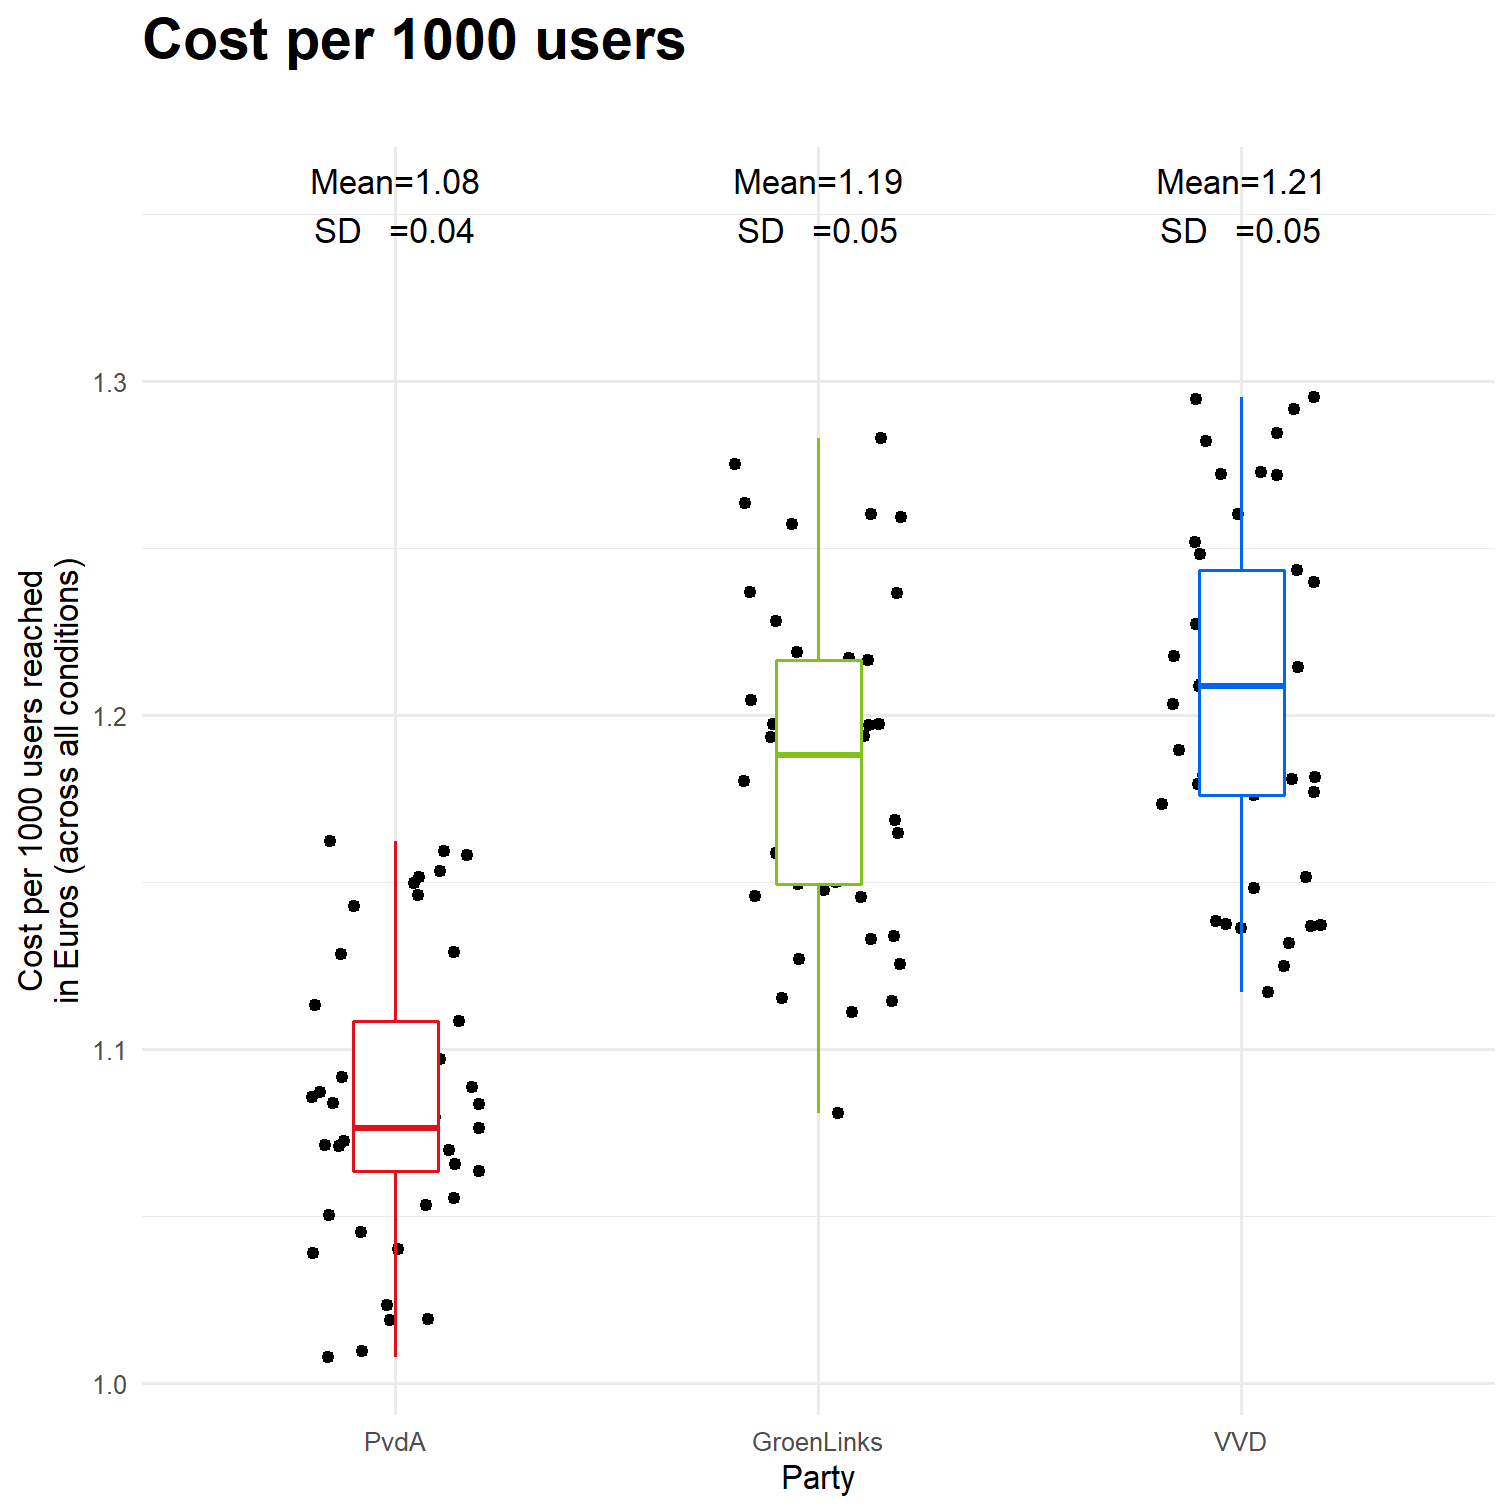 Cost per 1000 users
Mean=1.08
SD   =0.04
Mean=1.19
SD   =0.05
Mean=1.21
SD   =0.05
Cost per 1000 users reached
in Euros (across all conditions)
1.3
1.2
1.1
1.0
PvdA
GroenLinks
VVD
Party